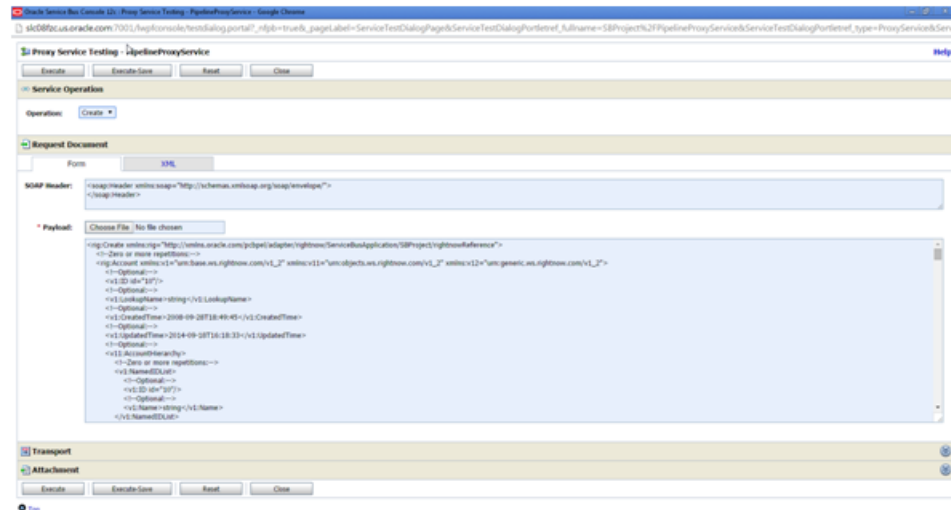 Oracle Service Bus Console 12c : Proxy Service Testing - PipelineProxyService - Google Chrome
slc08fzc.us.oracle.com:7001/lwpfconsole/testdialog.portal?_nfpb=true&_pageLabel=ServiceTestDialogPage&ServiceTestDialogPortletref_fullname=SBProject%2FPipelineProxyService&ServiceTestDialogPortletref_type=ProxyService&Serv
Proxy Service Testing - PipelineProxyService Help
Execute Execute-Save Reset Close
Service Operation
Operation: Create
Request Document
Form XML
SOAP Header: <soap:Header xmlns:soap="http://schemas.xmlsoap.org/soap/envelope/">
</soap:Header>
* Payload: Choose File No file chosen
<rig:Create xmlns:rig="http://xmlns.oracle.com/pcbpel/adapter/rightnow/ServiceBusApplication/SBProject/rightnowReference">
<!--Zero or more repetitions:-->
<rig:Account xmlns:v1="urn:base.ws.rightnow.com/v1_2" xmlns:v11="urn:objects.ws.rightnow.com/v1_2" xmlns:v12="urn:generic.ws.rightnow.com/v1_2">
<!--Optional:-->
<v1:ID id="10"/>
<!--Optional:-->
<v1:LookupName>string</v1:LookupName>
<!--Optional:-->
<v1:CreatedTime>2008-09-28T18:49:45</v1:CreatedTime>
<!--Optional:-->
<v1:UpdatedTime>2014-09-18T16:18:33</v1:UpdatedTime>
<!--Optional:-->
<v11:AccountHierarchy>
<!--Zero or more repetitions:-->
<v1:NamedIDList>
<!--Optional:-->
<v1:ID id="10"/>
<!--Optional:-->
<v1:Name>string</v1:Name>
</v1:NamedIDList>
Transport
Attachment
Execute Execute-Save Reset Close
Top